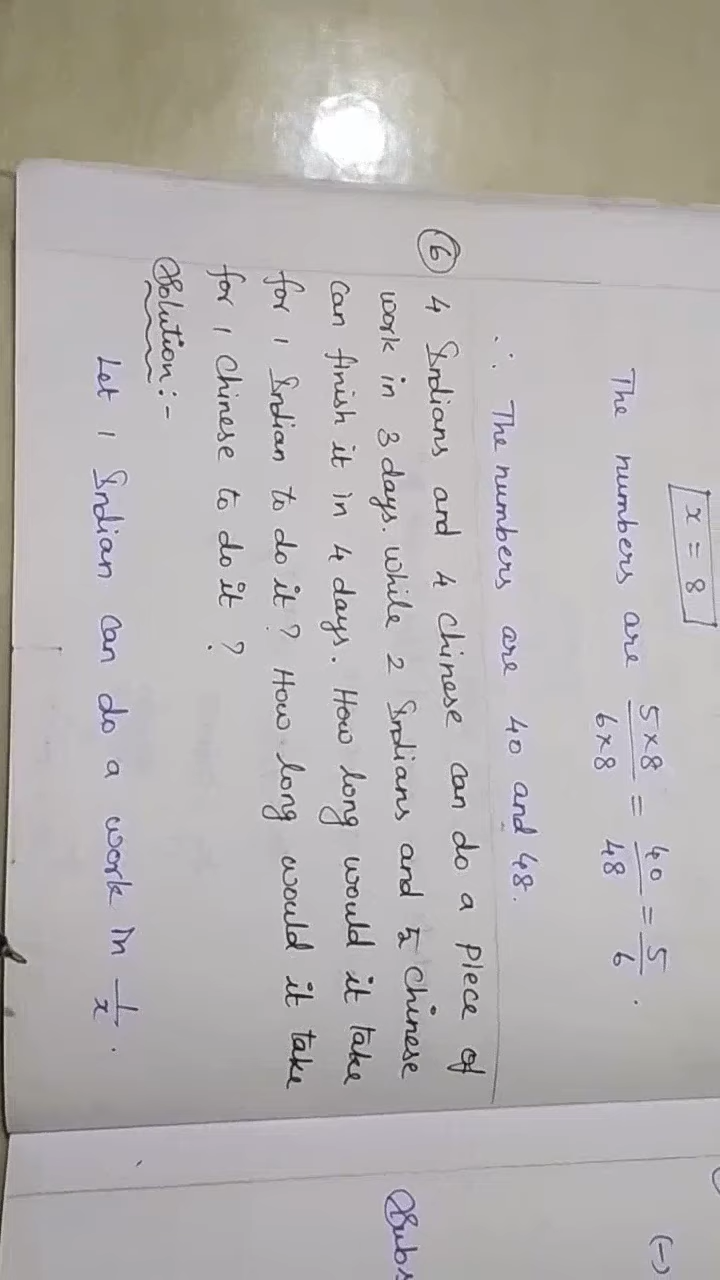 x = 8
The numbers are 5×8/6×8 = 40/48 = 5/6.
∴ The numbers are 40 and 48.
(6) 4 Indians and 4 Chinese can do a piece of
work in 3 days. while 2 Indians and 5 Chinese
can finish it in 4 days. How long would it take
for 1 Indian to do it? How long would it take
for 1 Chinese to do it?
Solution:-
Let 1 Indian can do a work in 1/x.
(-)
Subs